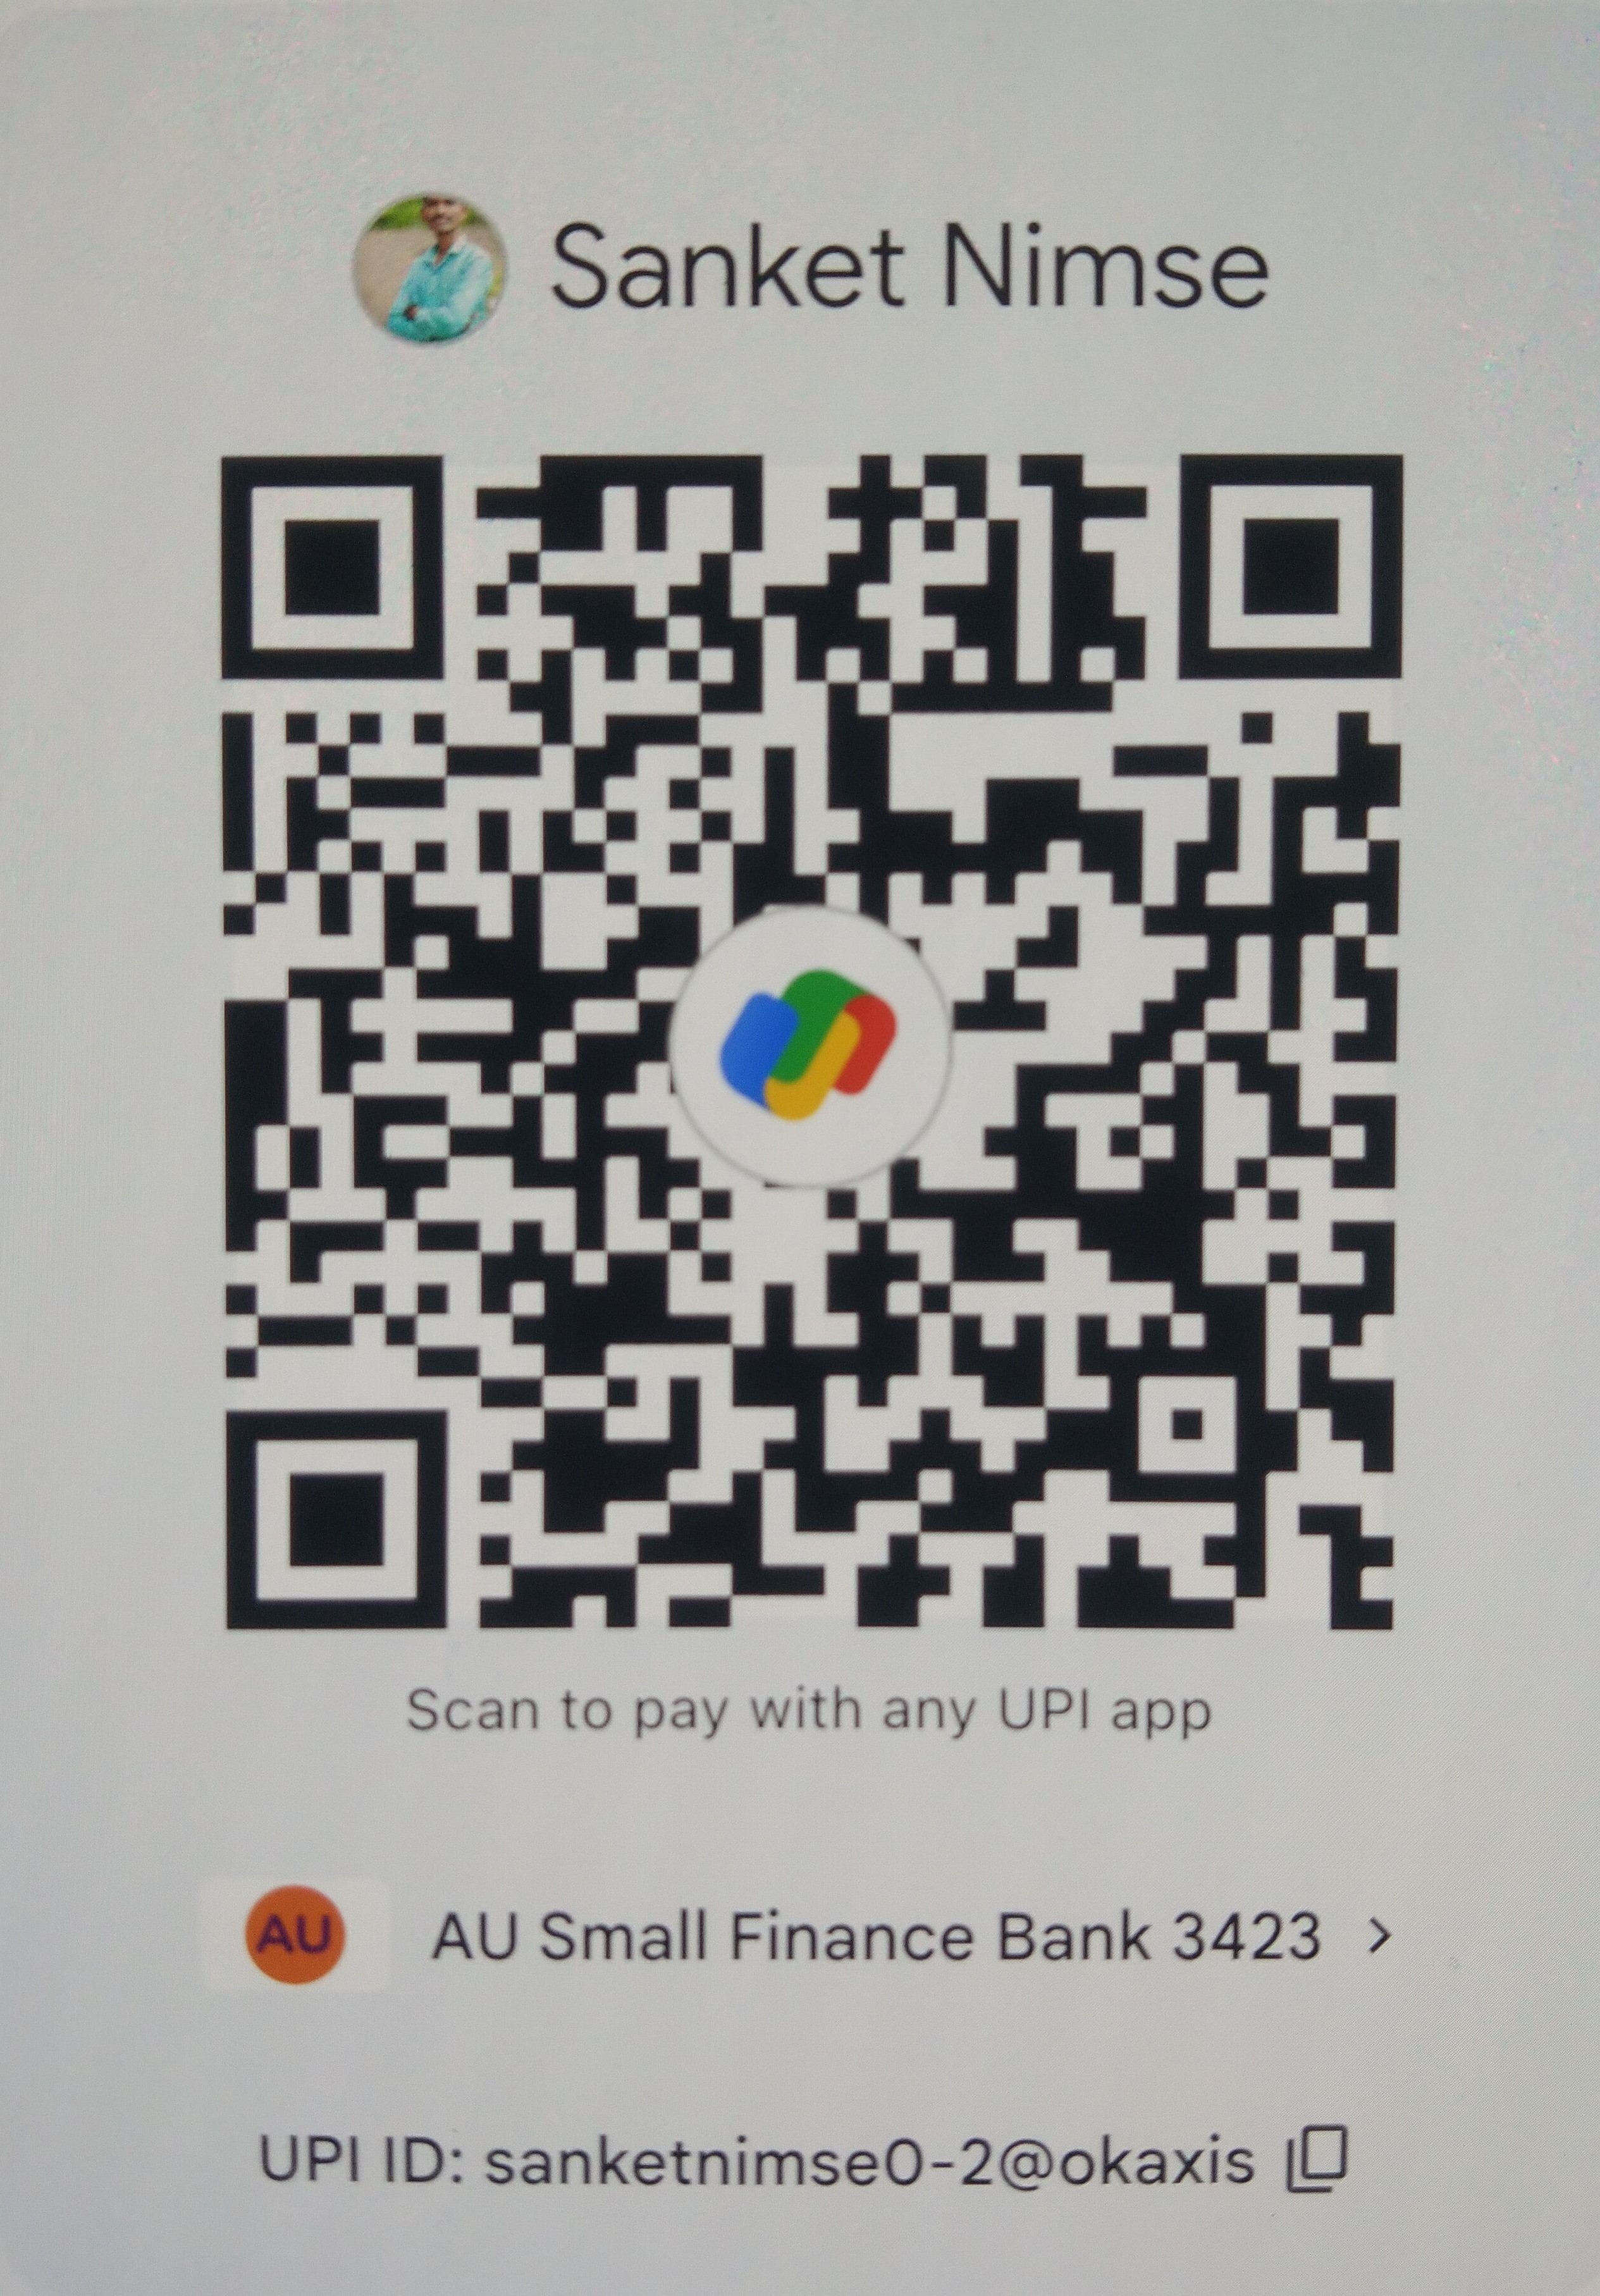 Sanket Nimse
Scan to pay with any UPI app
AU AU Small Finance Bank 3423
UPI ID: sanketnimse0-2@okaxis